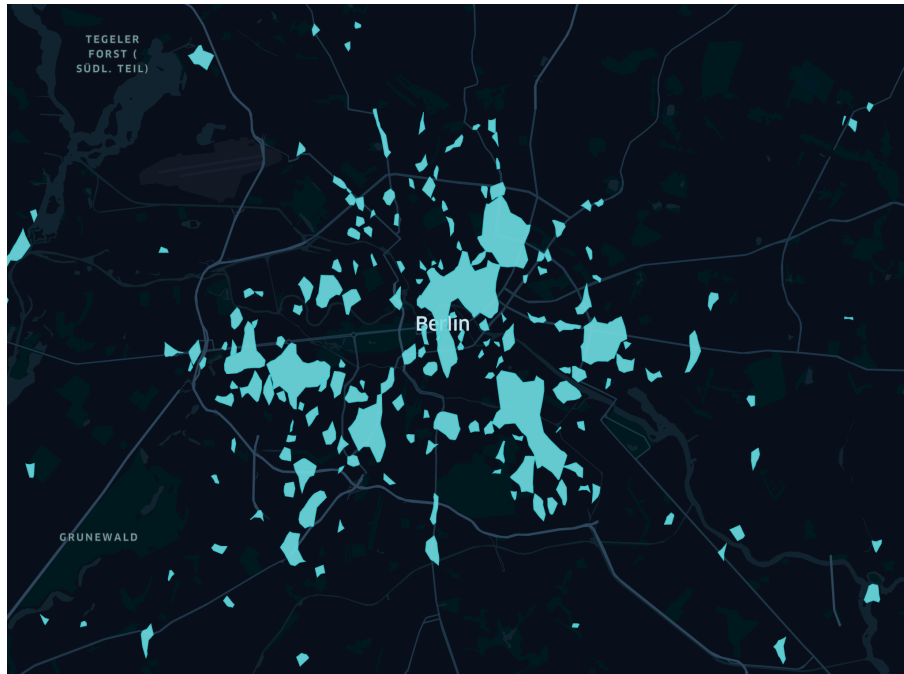 TEGELER
FORST (
SÜDL. TEIL)
Berlin
GRUNEWALD